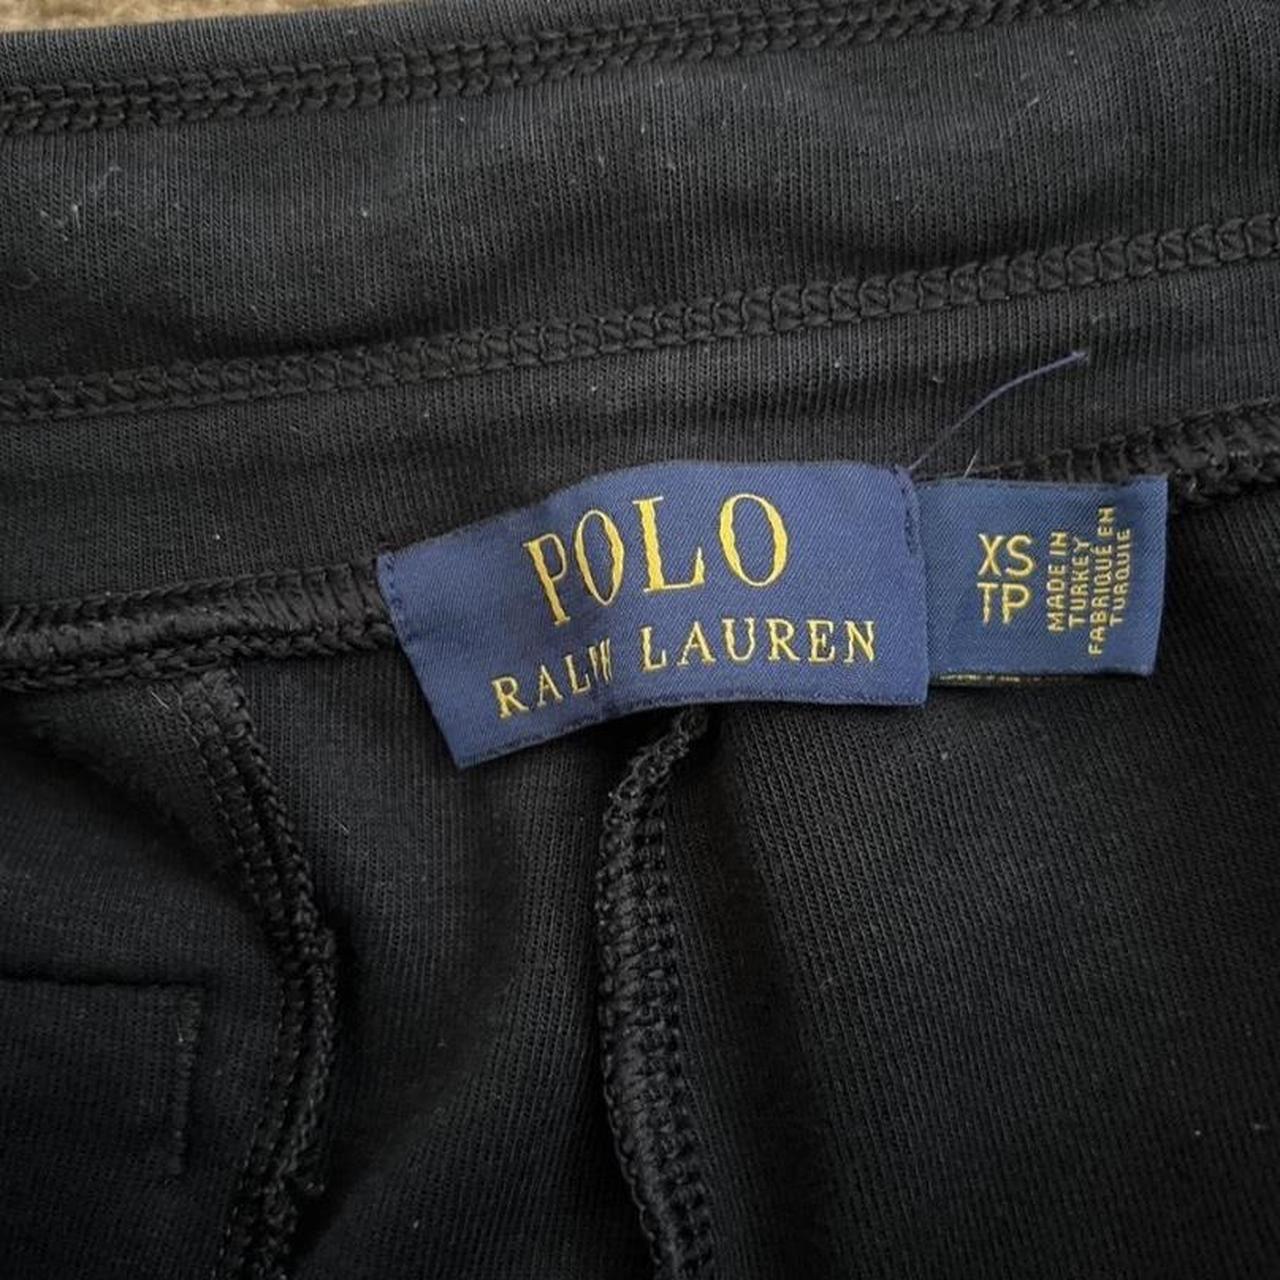 POLO
RALPH LAUREN
XS
TP
MADE IN
TURKEY
FABRIQUÉ EN
TURQUIE